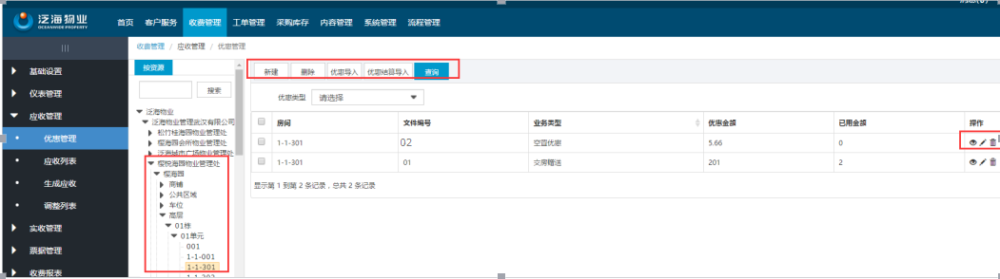 泛海物业
OCEANWIDE PROPERTY
首页 客户服务 收费管理 工单管理 采购库存 内容管理 系统管理 流程管理
收费管理 / 应收管理 / 优惠管理
基础设置
仪表管理
应收管理
优惠管理
应收列表
生成应收
调整列表
实收管理
票据管理
收费报表
按资源
搜索
泛海物业
泛海物业管理武汉有限公司
松竹桂海园物业管理处
樱海园会所物业管理处
泛海城市广场物业管理处
樱悦海园物业管理处
樱海园
商铺
公共区域
车位
高层
01栋
01单元
001
1-1-001
1-1-301
新建 删除 优惠导入 优惠结算导入 查询
优惠类型 请选择
房间 文件编号 业务类型 优惠金额 已用金额 操作
1-1-301 02 空置优惠 5.66 0
1-1-301 01 交房赠送 201 2
显示第 1 到第 2 条记录，总共 2 条记录